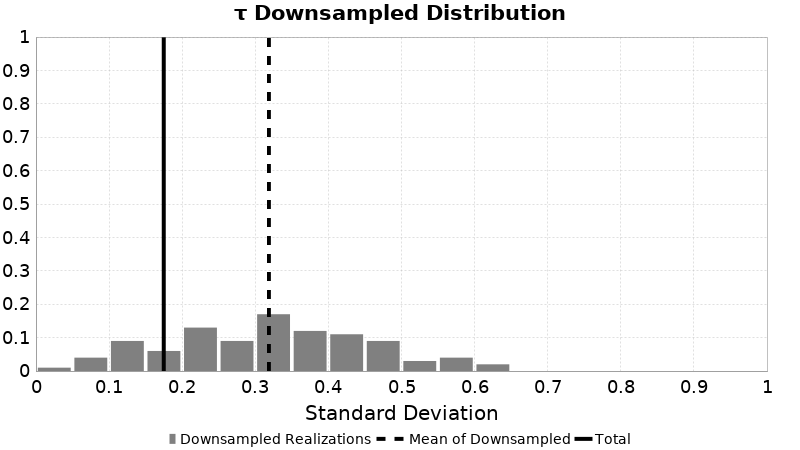 τ Downsampled Distribution
1
0.9
0.8
0.7
0.6
0.5
0.4
0.3
0.2
0.1
0
0 0.1 0.2 0.3 0.4 0.5 0.6 0.7 0.8 0.9 1
Standard Deviation
Downsampled Realizations Mean of Downsampled Total